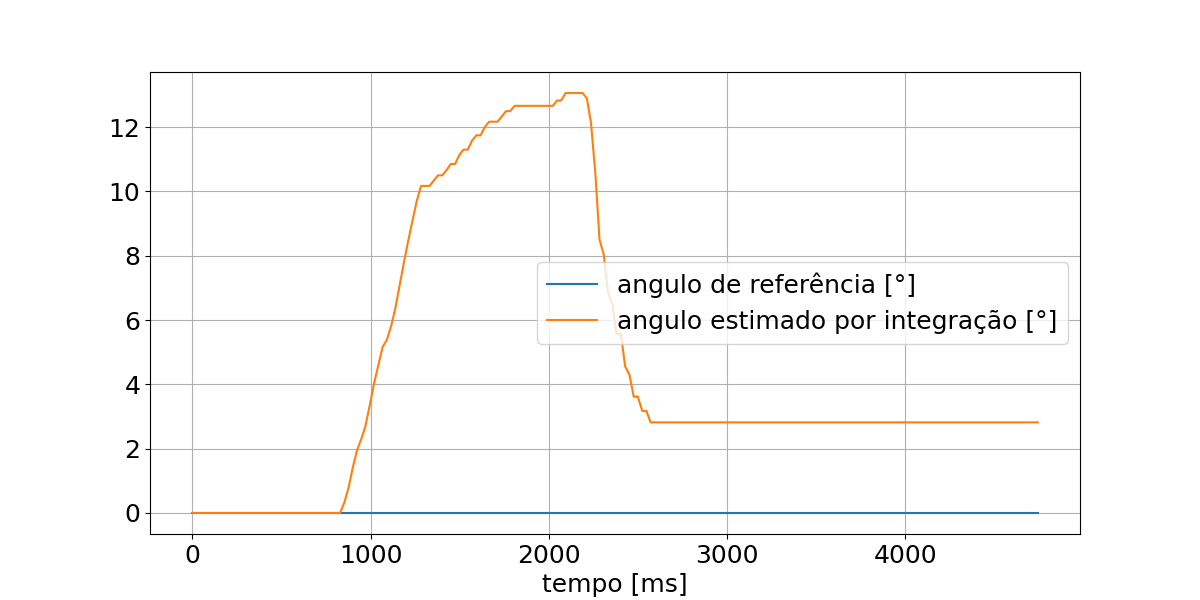 12
10
8
6
4
2
0
angulo de referência [°]
angulo estimado por integração [°]
0 1000 2000 3000 4000
tempo [ms]